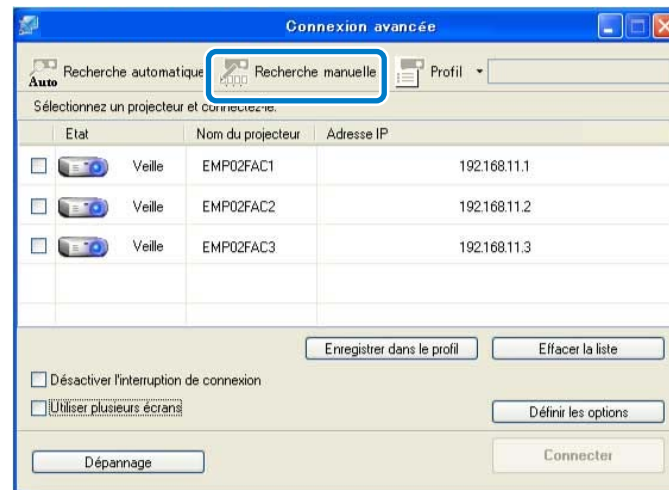 Connexion avancée
Auto Recherche automatique Recherche manuelle Profil
Sélectionnez un projecteur et connectez-le.
Etat Nom du projecteur Adresse IP
Veille EMP02FAC1 192.168.11.1
Veille EMP02FAC2 192.168.11.2
Veille EMP02FAC3 192.168.11.3
Enregistrer dans le profil Effacer la liste
Désactiver l'interruption de connexion
Utiliser plusieurs écrans Définir les options
Dépannage Connecter